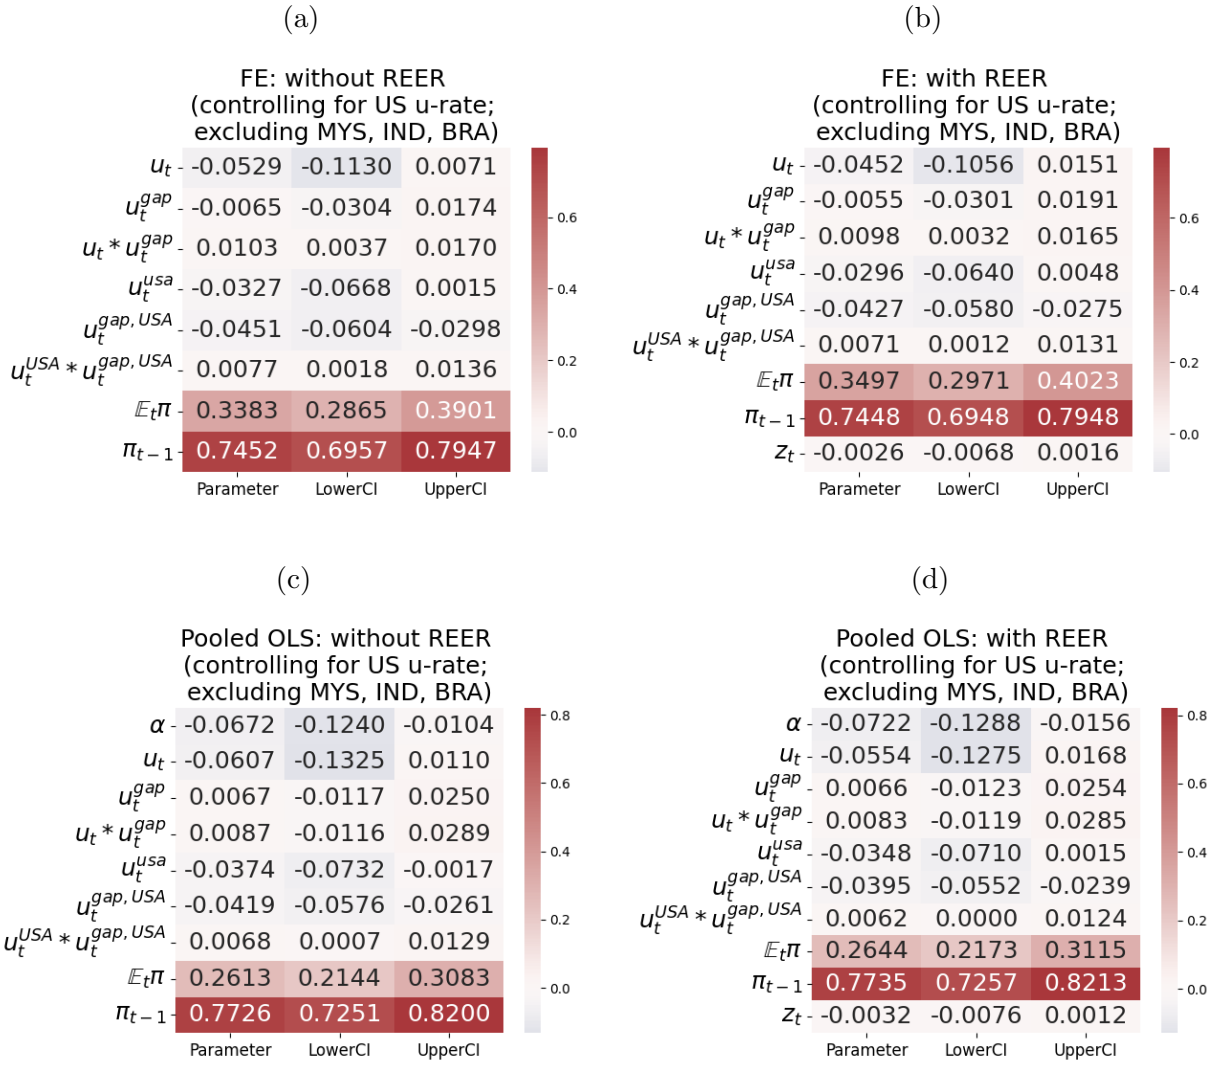 (a)
FE: without REER
(controlling for US u-rate;
excluding MYS, IND, BRA)
u_t -0.0529 -0.1130 0.0071
u_t^{gap} -0.0065 -0.0304 0.0174
u_t * u_t^{gap} 0.0103 0.0037 0.0170
u_t^{usa} -0.0327 -0.0668 0.0015
u_t^{gap, USA} -0.0451 -0.0604 -0.0298
u_t^{USA} * u_t^{gap, USA} 0.0077 0.0018 0.0136
𝔼_tπ 0.3383 0.2865 0.3901
π_{t-1} 0.7452 0.6957 0.7947
Parameter LowerCI UpperCI
0.6
0.4
0.2
0.0
(b)
FE: with REER
(controlling for US u-rate;
excluding MYS, IND, BRA)
u_t -0.0452 -0.1056 0.0151
u_t^{gap} -0.0055 -0.0301 0.0191
u_t * u_t^{gap} 0.0098 0.0032 0.0165
u_t^{usa} -0.0296 -0.0640 0.0048
u_t^{gap, USA} -0.0427 -0.0580 -0.0275
u_t^{USA} * u_t^{gap, USA} 0.0071 0.0012 0.0131
𝔼_tπ 0.3497 0.2971 0.4023
π_{t-1} 0.7448 0.6948 0.7948
z_t -0.0026 -0.0068 0.0016
Parameter LowerCI UpperCI
0.6
0.4
0.2
0.0
(c)
Pooled OLS: without REER
(controlling for US u-rate;
excluding MYS, IND, BRA)
α -0.0672 -0.1240 -0.0104
u_t -0.0607 -0.1325 0.0110
u_t^{gap} 0.0067 -0.0117 0.0250
u_t * u_t^{gap} 0.0087 -0.0116 0.0289
u_t^{usa} -0.0374 -0.0732 -0.0017
u_t^{gap, USA} -0.0419 -0.0576 -0.0261
u_t^{USA} * u_t^{gap, USA} 0.0068 0.0007 0.0129
𝔼_tπ 0.2613 0.2144 0.3083
π_{t-1} 0.7726 0.7251 0.8200
Parameter LowerCI UpperCI
0.8
0.6
0.4
0.2
0.0
(d)
Pooled OLS: with REER
(controlling for US u-rate;
excluding MYS, IND, BRA)
α -0.0722 -0.1288 -0.0156
u_t -0.0554 -0.1275 0.0168
u_t^{gap} 0.0066 -0.0123 0.0254
u_t * u_t^{gap} 0.0083 -0.0119 0.0285
u_t^{usa} -0.0348 -0.0710 0.0015
u_t^{gap, USA} -0.0395 -0.0552 -0.0239
u_t^{USA} * u_t^{gap, USA} 0.0062 0.0000 0.0124
𝔼_tπ 0.2644 0.2173 0.3115
π_{t-1} 0.7735 0.7257 0.8213
z_t -0.0032 -0.0076 0.0012
Parameter LowerCI UpperCI
0.8
0.6
0.4
0.2
0.0